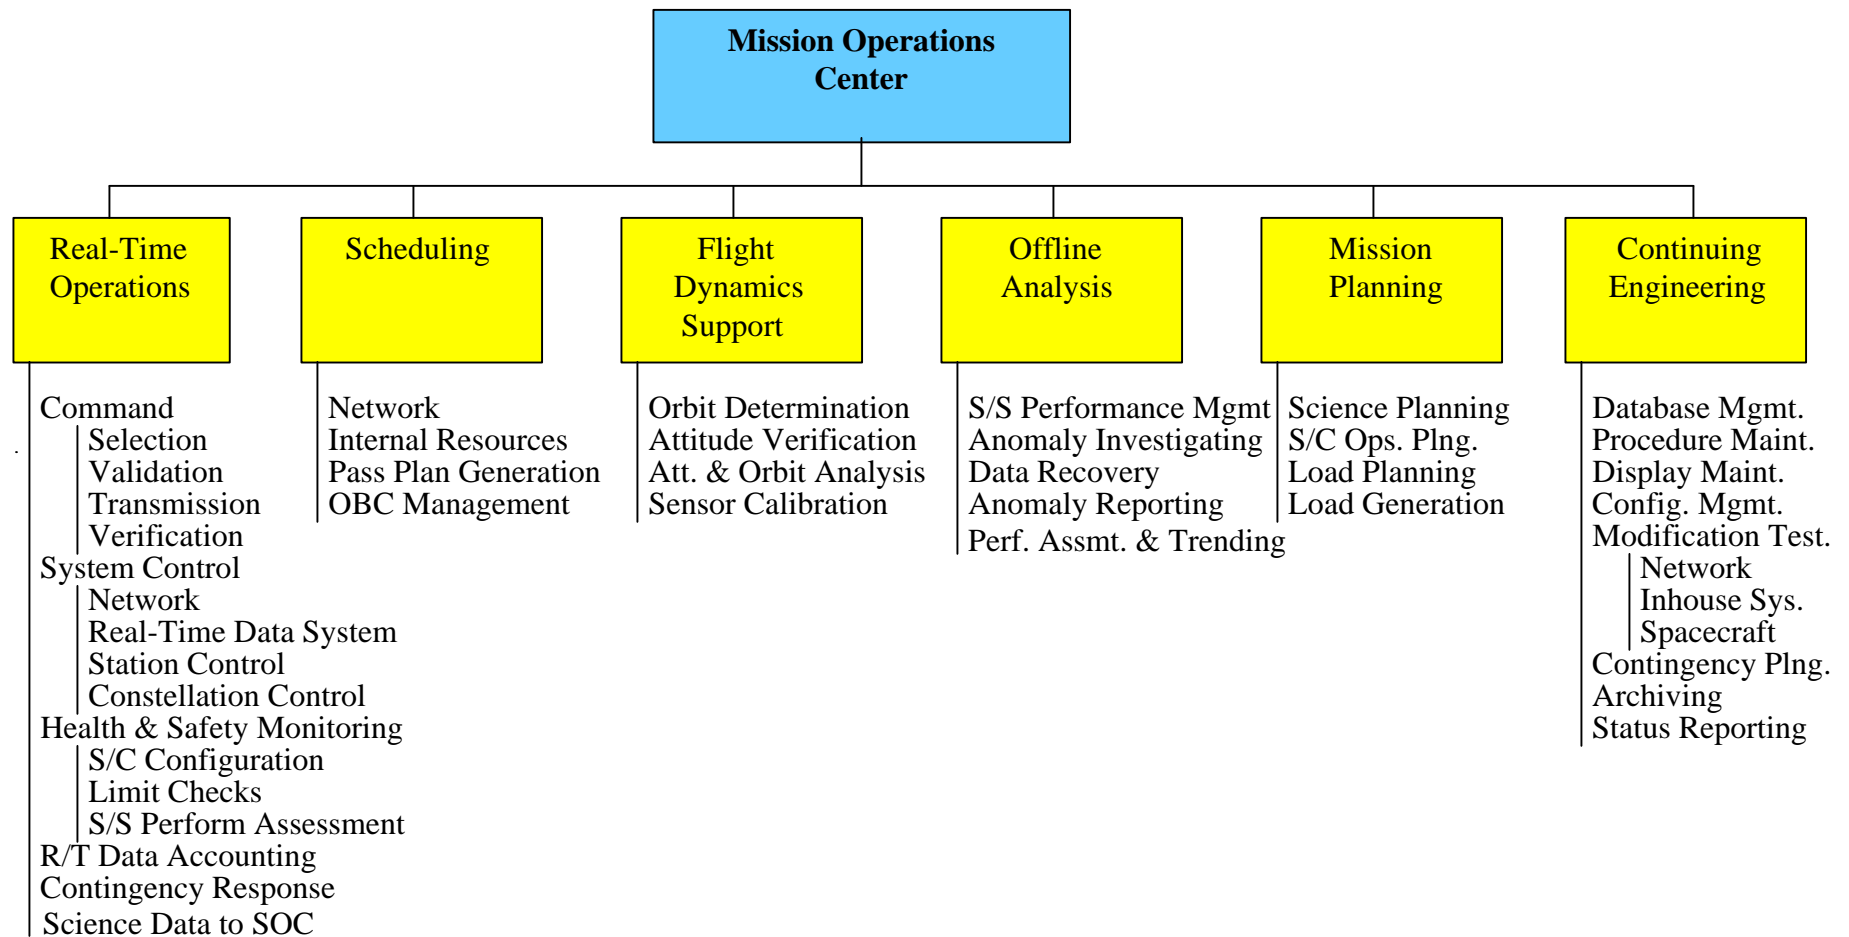 Mission Operations
Center
Real-Time
Operations
Command
Selection
Validation
Transmission
Verification
System Control
Network
Real-Time Data System
Station Control
Constellation Control
Health & Safety Monitoring
S/C Configuration
Limit Checks
S/S Perform Assessment
R/T Data Accounting
Contingency Response
Science Data to SOC
Scheduling
Network
Internal Resources
Pass Plan Generation
OBC Management
Flight
Dynamics
Support
Orbit Determination
Attitude Verification
Att. & Orbit Analysis
Sensor Calibration
Offline
Analysis
S/S Performance Mgmt
Anomaly Investigating
Data Recovery
Anomaly Reporting
Perf. Assmt. & Trending
Mission
Planning
Science Planning
S/C Ops. Plng.
Load Planning
Load Generation
Continuing
Engineering
Database Mgmt.
Procedure Maint.
Display Maint.
Config. Mgmt.
Modification Test.
Network
Inhouse Sys.
Spacecraft
Contingency Plng.
Archiving
Status Reporting